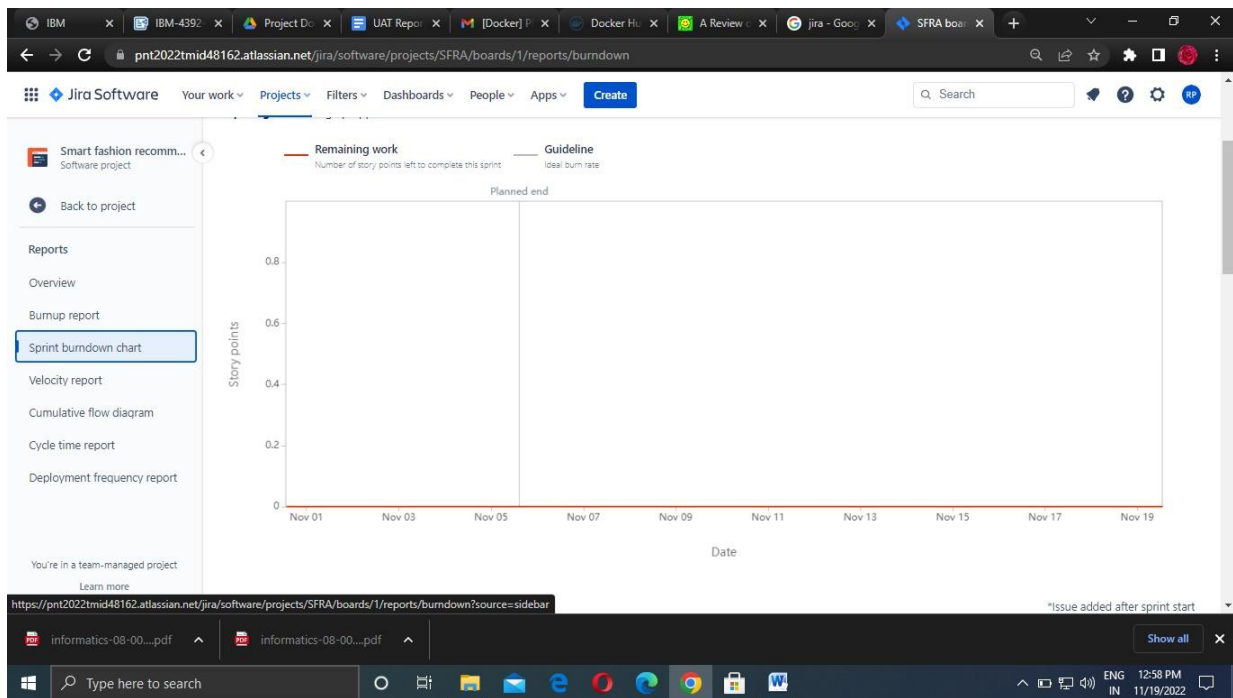 IBM
IBM-4392-
Project Do
UAT Repor
[Docker] P
Docker Hu
A Review o
jira - Goog
SFRA boar
pnt2022tmid48162.atlassian.net/jira/software/projects/SFRA/boards/1/reports/burndown
Jira Software
Your work
Projects
Filters
Dashboards
People
Apps
Create
Search
RP
Smart fashion recomm...
Software project
Back to project
Reports
Overview
Burnup report
Sprint burndown chart
Velocity report
Cumulative flow diagram
Cycle time report
Deployment frequency report
You're in a team-managed project
Learn more
Remaining work
Number of story points left to complete this sprint
Guideline
Ideal burn rate
Planned end
Story points
0.8
0.6
0.4
0.2
0
Nov 01
Nov 03
Nov 05
Nov 07
Nov 09
Nov 11
Nov 13
Nov 15
Nov 17
Nov 19
Date
*Issue added after sprint start
https://pnt2022tmid48162.atlassian.net/jira/software/projects/SFRA/boards/1/reports/burndown?source=sidebar
PDF
informatics-08-00....pdf
PDF
informatics-08-00....pdf
Show all
Type here to search
ENG
IN
12:58 PM
11/19/2022